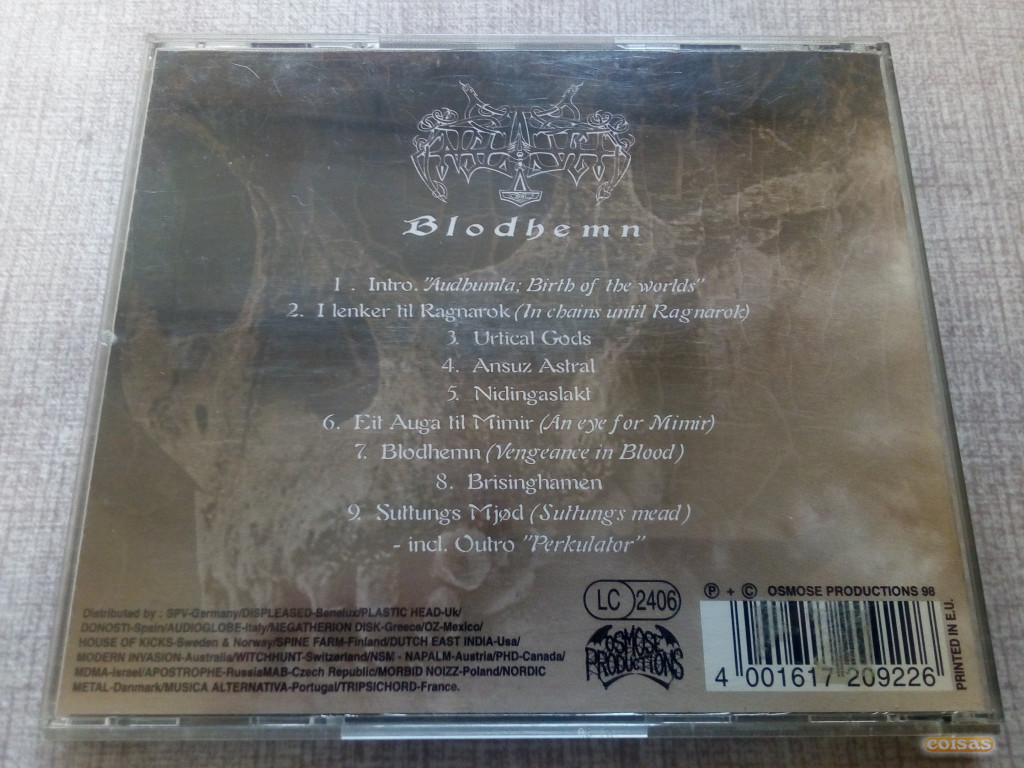 ENSLAVED
Blodhemn
1. Intro. "Audhumla; Birth of the worlds"
2. I lenker til Ragnarok (In chains until Ragnarok)
3. Urtical Gods
4. Ansuz Astral
5. Nidingaslakt
6. Eit Auga til Mimir (An eye for Mimir)
7. Blodhemn (Vengeance in Blood)
8. Brisinghamen
9. Suttungs Mjød (Suttungs mead)
- incl. Outro "Perkulator"
Distributed by : SPV-Germany/DISPLEASED-Benelux/PLASTIC HEAD-Uk/
DONOSTI-Spain/AUDIOGLOBE-Italy/MEGATHERION DISK-Greece/OZ-Mexico/
HOUSE OF KICKS-Sweden & Norway/SPINE FARM-Finland/DUTCH EAST INDIA-Usa/
MODERN INVASION-Australia/WITCHHUNT-Switzerland/NSM - NAPALM-Austria/PHD-Canada/
MDMA-Israel/APOSTROPHE-RussiaMAB-Czech Republic/MORBID NOIZZ-Poland/NORDIC
METAL-Danmark/MUSICA ALTERNATIVA-Portugal/TRIPSICHORD-France.
LC 2406
OSMOSE
PRODUCTIONS
Ⓟ + © OSMOSE PRODUCTIONS 98
4 001617 209226
PRINTED IN E.U.
coisas